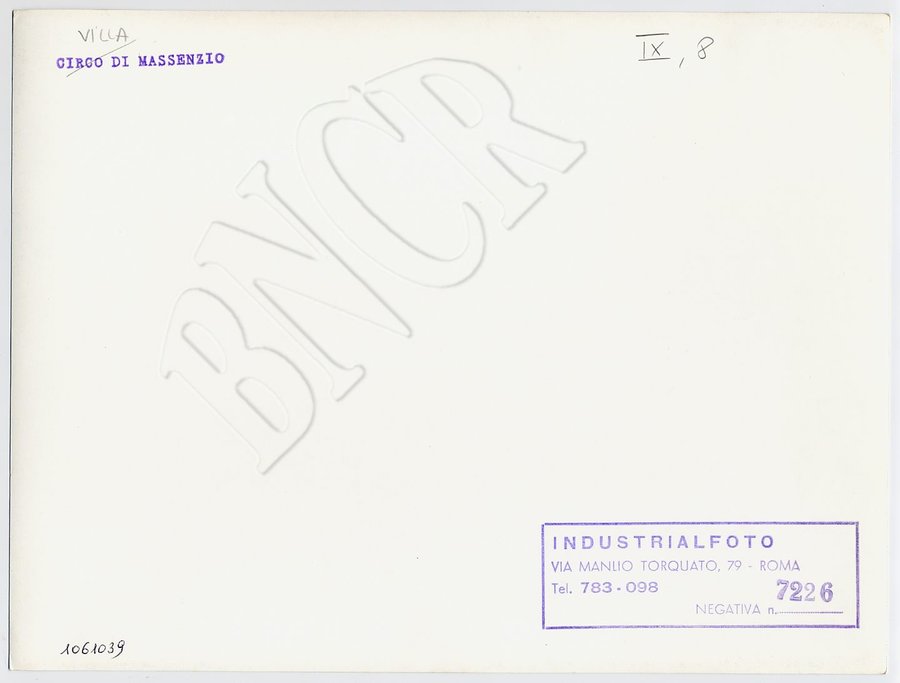 VILLA
CIRCO DI MASSENZIO
IX, 8
BNCR
INDUSTRIALFOTO
VIA MANLIO TORQUATO, 79 - ROMA
Tel. 783-098
NEGATIVA n. 7226
1061039